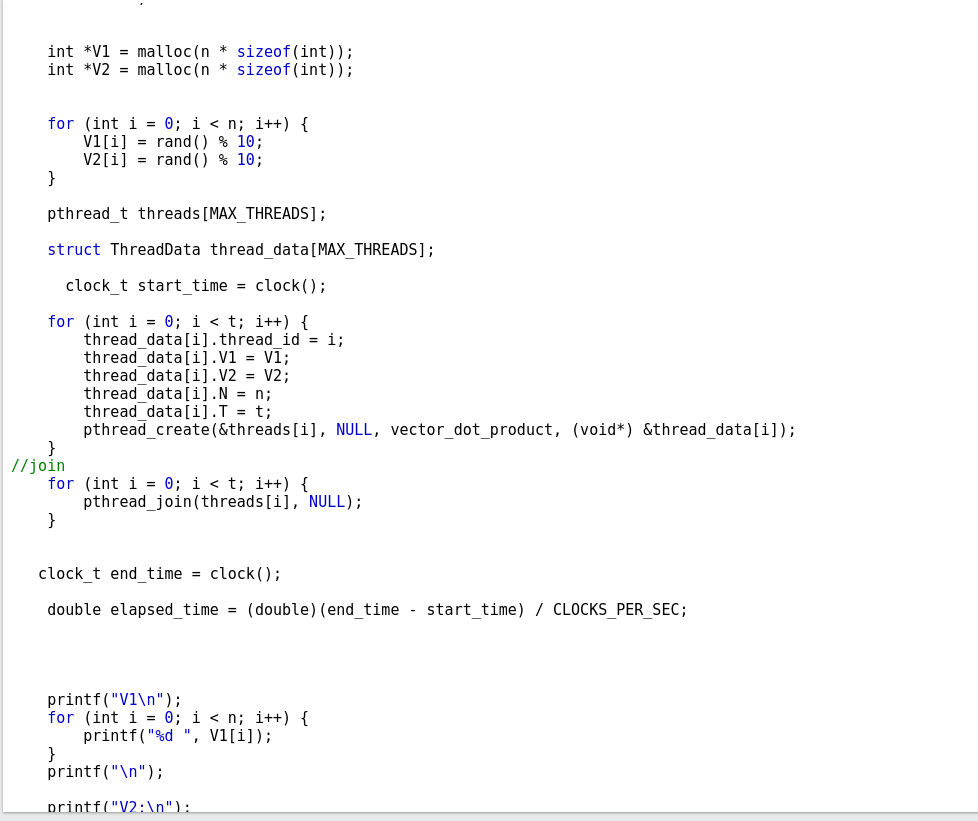 int *V1 = malloc(n * sizeof(int));
    int *V2 = malloc(n * sizeof(int));
    for (int i = 0; i < n; i++) {
        V1[i] = rand() % 10;
        V2[i] = rand() % 10;
    }
    pthread_t threads[MAX_THREADS];
    struct ThreadData thread_data[MAX_THREADS];
      clock_t start_time = clock();
    for (int i = 0; i < t; i++) {
        thread_data[i].thread_id = i;
        thread_data[i].V1 = V1;
        thread_data[i].V2 = V2;
        thread_data[i].N = n;
        thread_data[i].T = t;
        pthread_create(&threads[i], NULL, vector_dot_product, (void*) &thread_data[i]);
    }
//join
    for (int i = 0; i < t; i++) {
        pthread_join(threads[i], NULL);
    }
   clock_t end_time = clock();
    double elapsed_time = (double)(end_time - start_time) / CLOCKS_PER_SEC;
    printf("V1\n");
    for (int i = 0; i < n; i++) {
        printf("%d ", V1[i]);
    }
    printf("\n");
    printf("V2:\n");